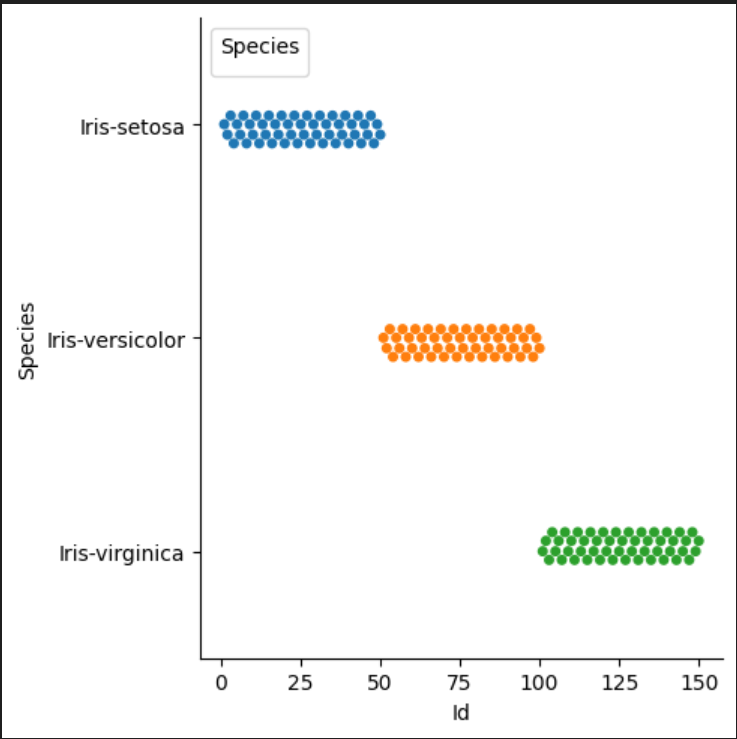 Species
Iris-setosa
Species
Iris-versicolor
Iris-virginica
0 25 50 75 100 125 150
Id